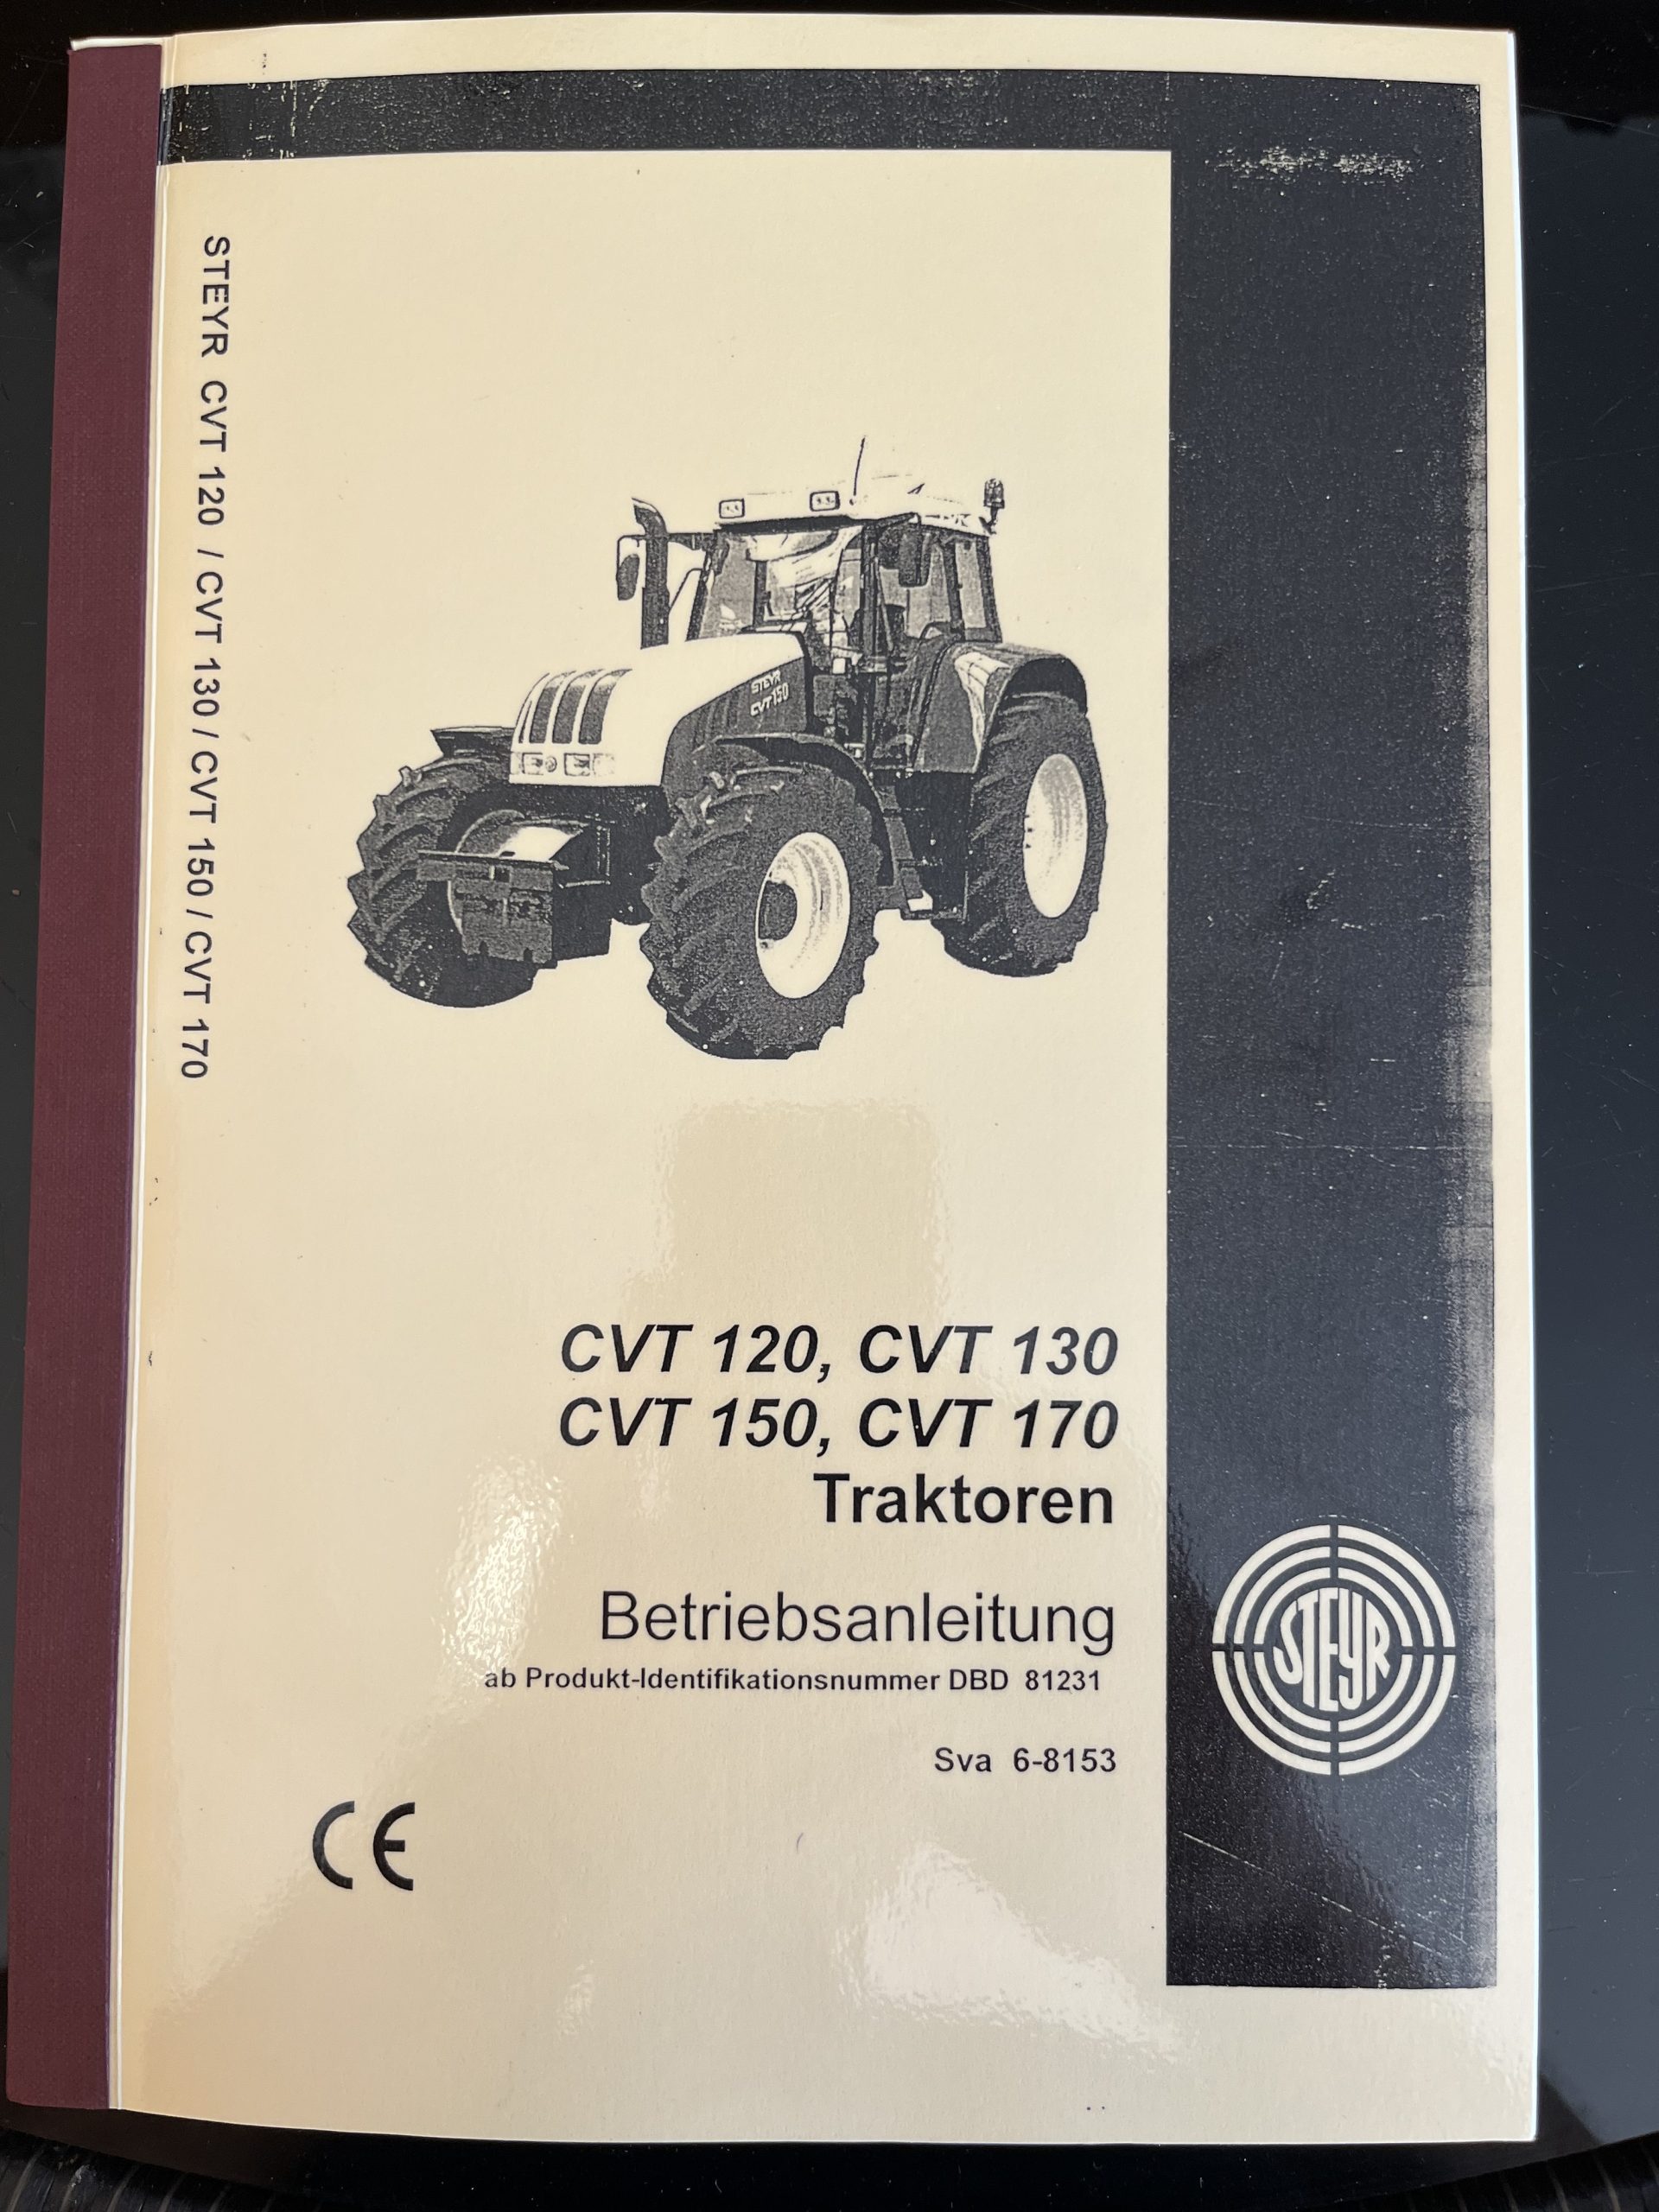 STEYR CVT 120 / CVT 130 / CVT 150 / CVT 170
STEYR
CVT 150
CVT 120, CVT 130
CVT 150, CVT 170
Traktoren
Betriebsanleitung
ab Produkt-Identifikationsnummer DBD 81231
STEYR
Sva 6-8153
CE